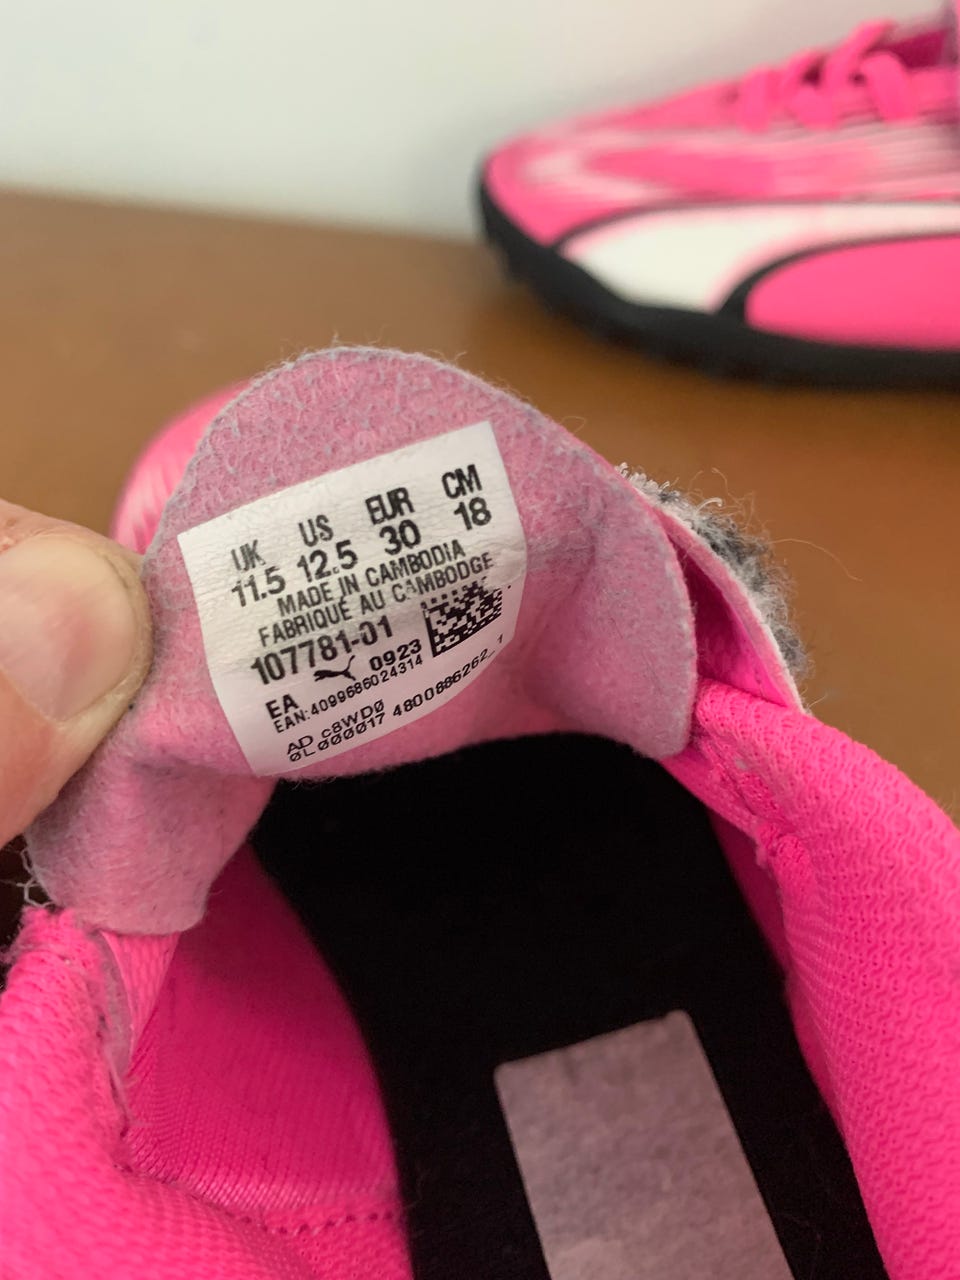 UK US EUR CM
11.5 12.5 30 18
MADE IN CAMBODIA
FABRIQUÉ AU CAMBODGE
107781-01
EA 0923
EAN:4099686024314
AD c8WD0
0L000017 4800886262_1